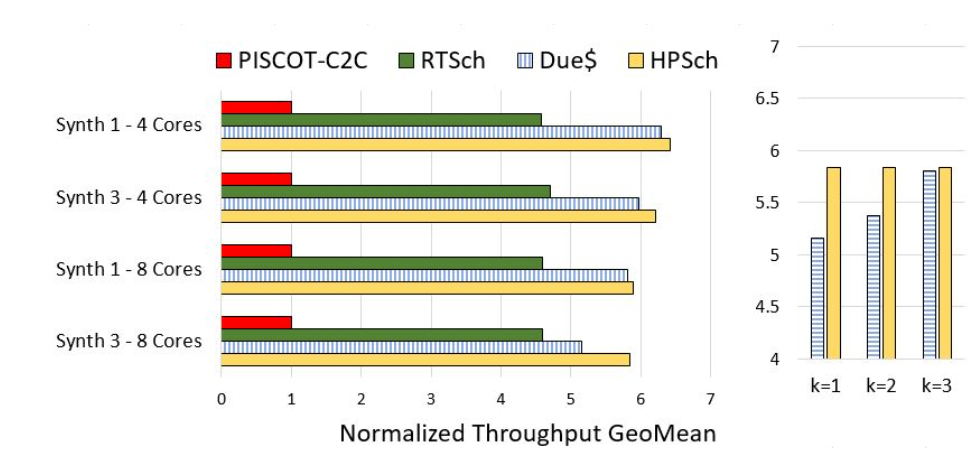 PISCOT-C2C RTSch Due$ HPSch
Synth 1 - 4 Cores
Synth 3 - 4 Cores
Synth 1 - 8 Cores
Synth 3 - 8 Cores
0 1 2 3 4 5 6 7
Normalized Throughput GeoMean
7
6.5
6
5.5
5
4.5
4
k=1 k=2 k=3